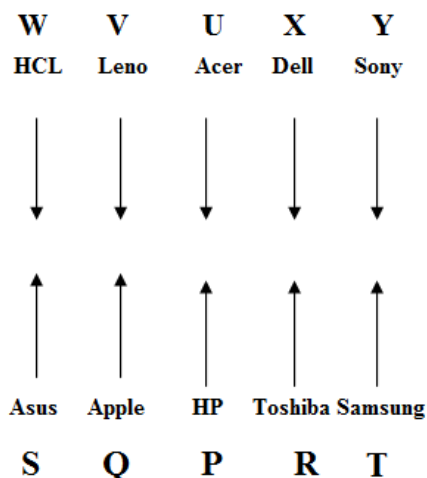 W V U X Y
HCL Leno Acer Dell Sony
Asus Apple HP Toshiba Samsung
S Q P R T